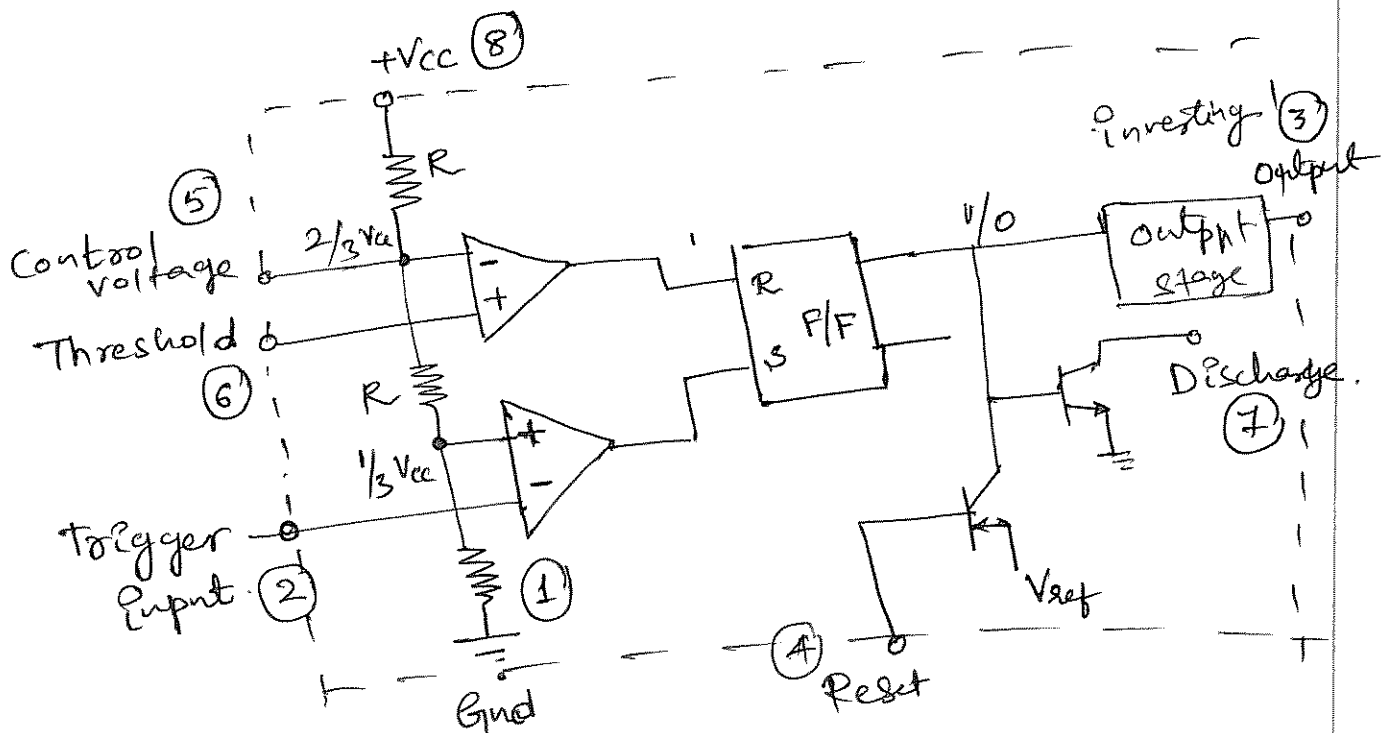 +Vcc 8
inverting 3
output
R
5
Control
voltage
2/3 Vcc
1/0
output
stage
-
+
R
S
F/F
Threshold
6
R
1/3 Vcc
+
-
Discharge.
7
Trigger
input. 2
1
Vref
4
Reset
Gnd